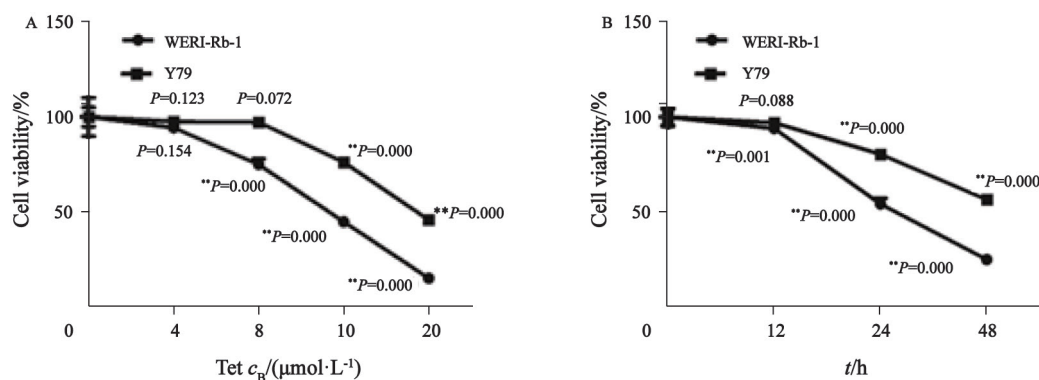 A
150
WERI-Rb-1
Y79
P=0.123
P=0.072
100
P=0.154
**P=0.000
**P=0.000
**P=0.000
**P=0.000
**P=0.000
50
Cell viability/%
0
4
8
10
20
Tet cB/(μmol·L-1)
B
150
WERI-Rb-1
Y79
P=0.088
100
**P=0.000
**P=0.001
**P=0.000
**P=0.000
**P=0.000
50
Cell viability/%
0
12
24
48
t/h